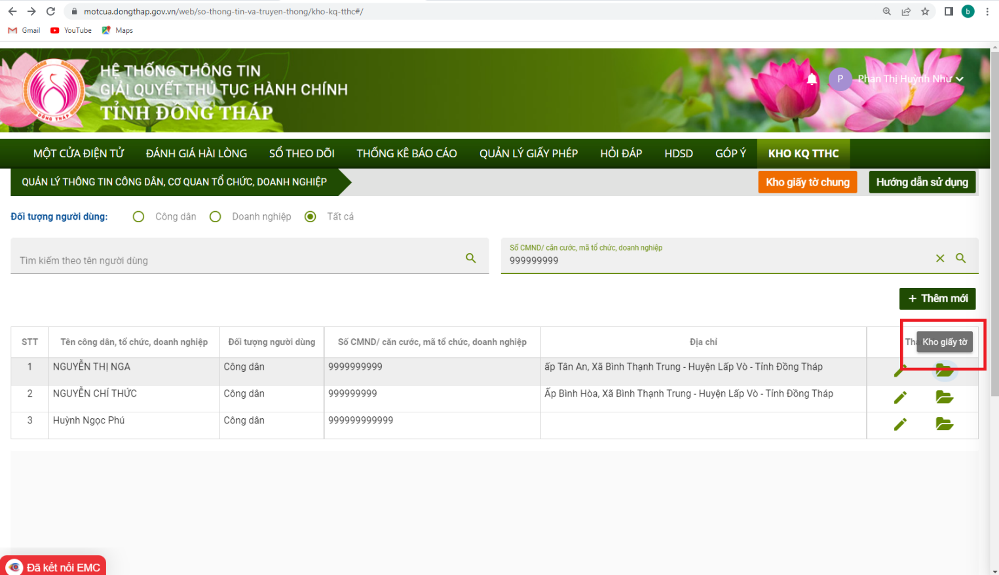 motcua.dongthap.gov.vn/web/so-thong-tin-va-truyen-thong/kho-kq-tthc#/
b
Gmail YouTube Maps
HỆ THỐNG THÔNG TIN
GIẢI QUYẾT THỦ TỤC HÀNH CHÍNH
TỈNH ĐỒNG THÁP
ĐỒNG THÁP
P Phan Thị Huỳnh Như
MỘT CỬA ĐIỆN TỬ ĐÁNH GIÁ HÀI LÒNG SỔ THEO DÕI THỐNG KÊ BÁO CÁO QUẢN LÝ GIẤY PHÉP HỎI ĐÁP HDSD GÓP Ý KHO KQ TTHC
QUẢN LÝ THÔNG TIN CÔNG DÂN, CƠ QUAN TỔ CHỨC, DOANH NGHIỆP Kho giấy tờ chung Hướng dẫn sử dụng
Đối tượng người dùng: Công dân Doanh nghiệp Tất cả
Số CMND/ căn cước, mã tổ chức, doanh nghiệp
Tìm kiếm theo tên người dùng 999999999
+ Thêm mới
STT Tên công dân, tổ chức, doanh nghiệp Đối tượng người dùng Số CMND/ căn cước, mã tổ chức, doanh nghiệp Địa chỉ Kho giấy tờ
1 NGUYỄN THỊ NGA Công dân 9999999999 ấp Tân An, Xã Bình Thạnh Trung - Huyện Lấp Vò - Tỉnh Đồng Tháp
2 NGUYỄN CHÍ THỨC Công dân 999999999 Ấp Bình Hòa, Xã Bình Thạnh Trung - Huyện Lấp Vò - Tỉnh Đồng Tháp
3 Huỳnh Ngọc Phú Công dân 999999999999
Đã kết nối EMC